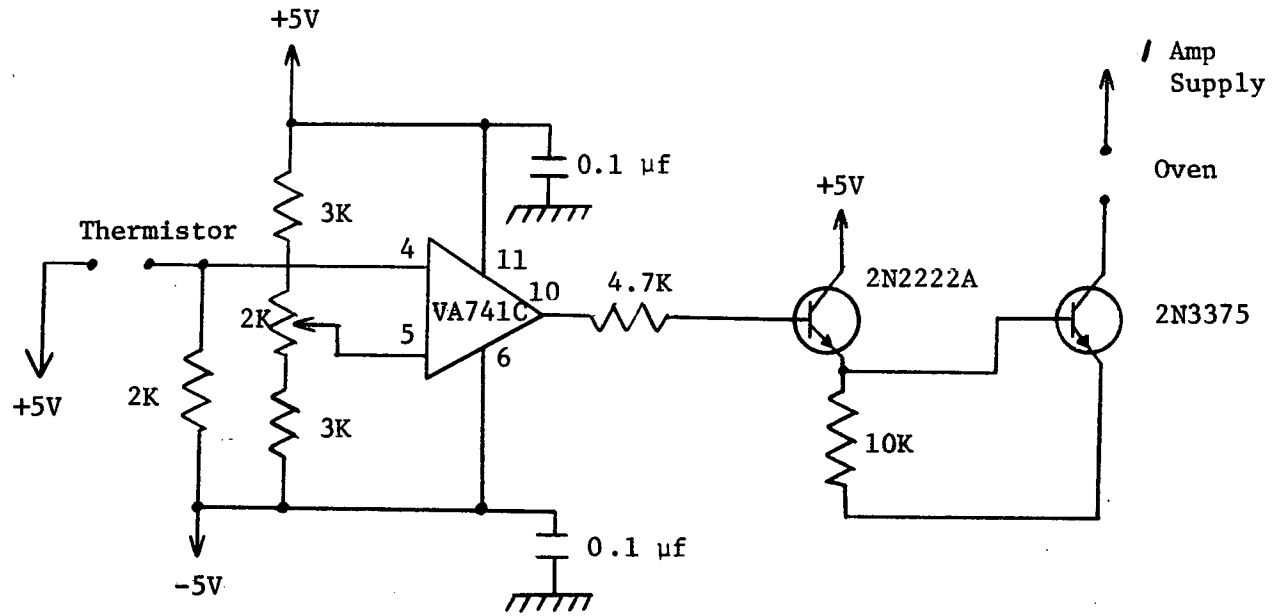 +5V
1 Amp
Supply
0.1 µf
Oven
+5V
3K
Thermistor
4
11
10
4.7K
2N2222A
2K
VA741C
2N3375
5
6
2K
+5V
3K
10K
0.1 µf
-5V